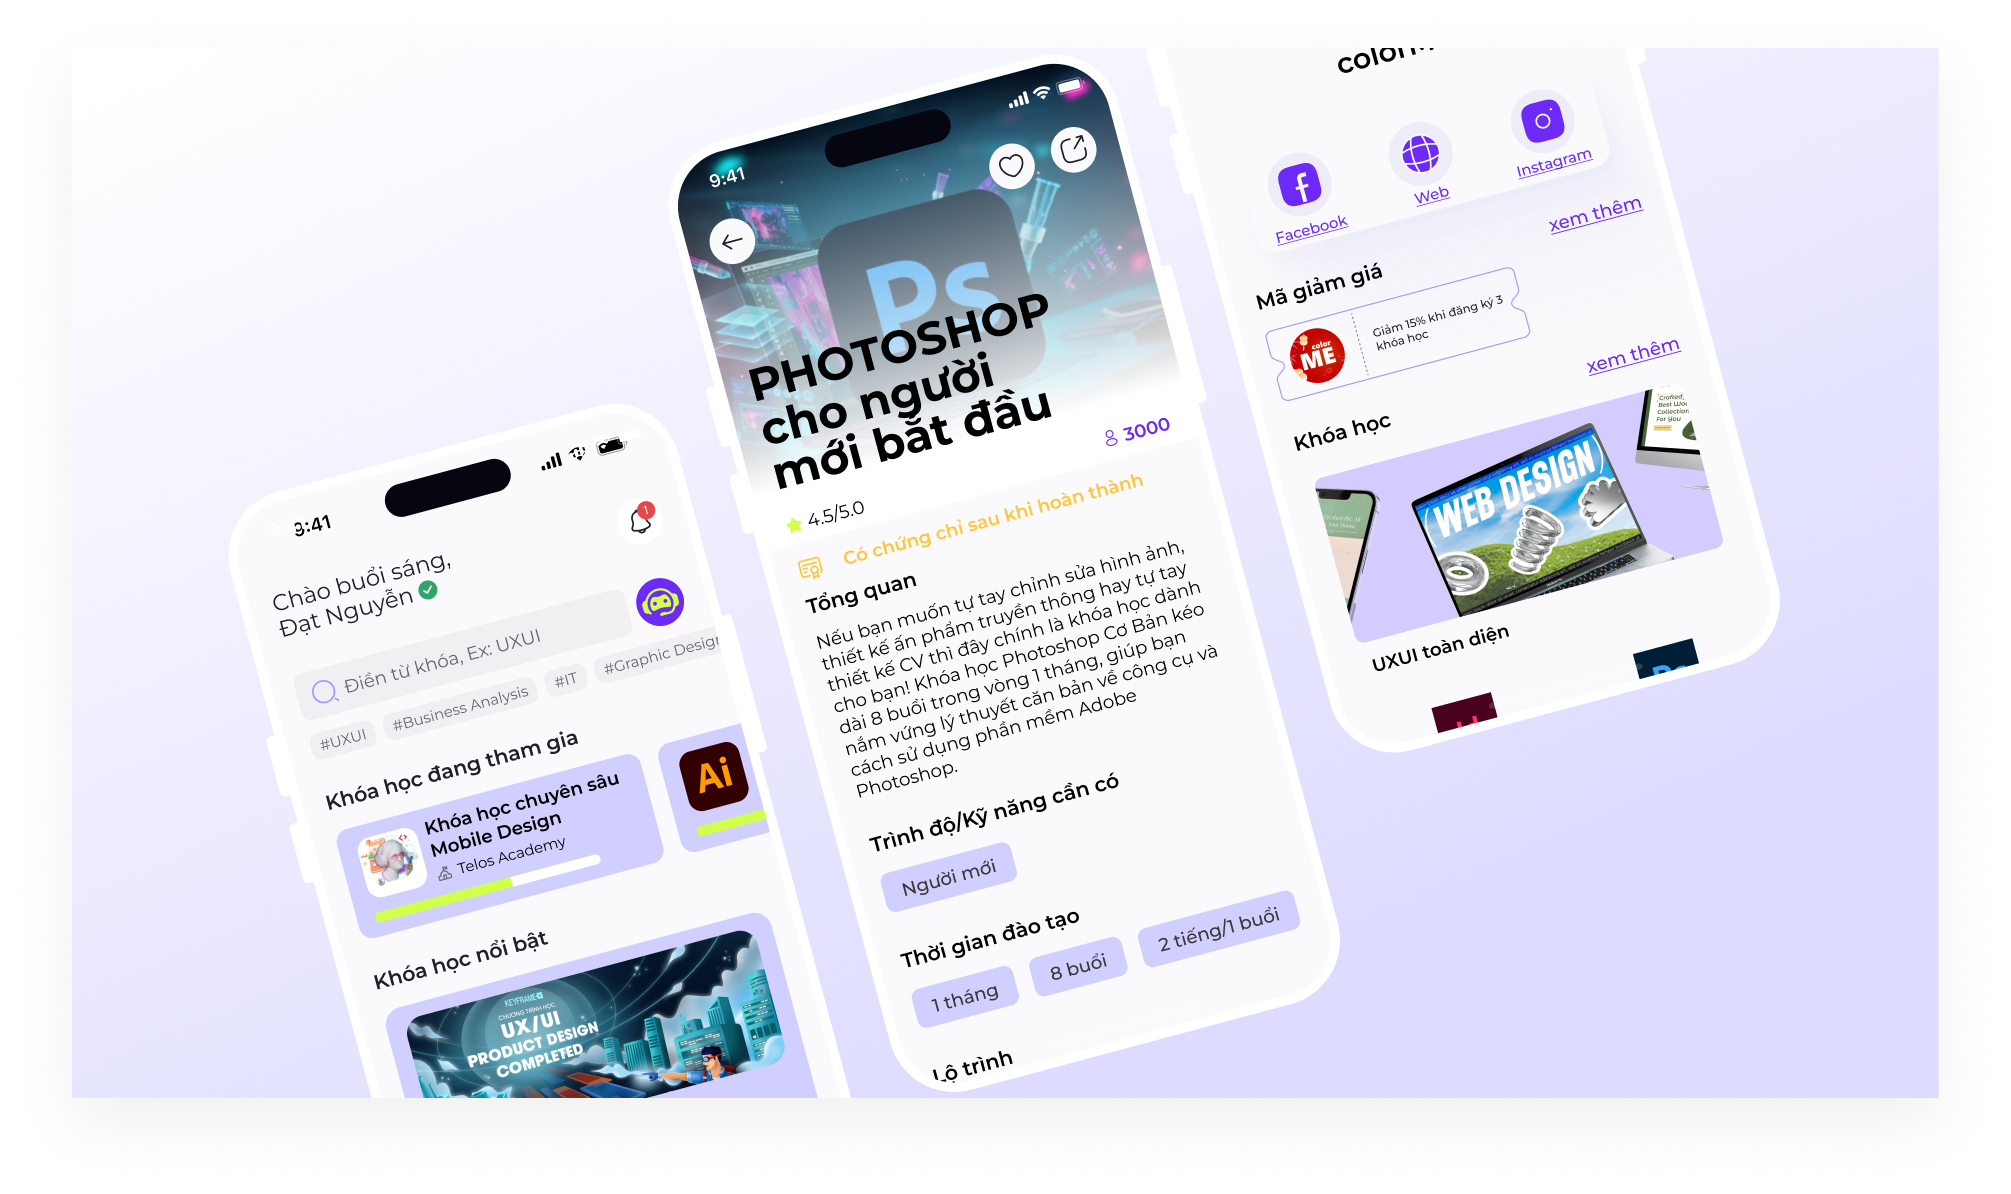 9:41
Chào buổi sáng,
Đạt Nguyễn
1
Điền từ khóa, Ex: UXUI
#UXUI
#Business Analysis
#IT
#Graphic Design
Khóa học đang tham gia
Khóa học chuyên sâu
Mobile Design
Telos Academy
Ai
Khóa học nổi bật
KEYFRAME
CHƯƠNG TRÌNH HỌC
UX/UI
PRODUCT DESIGN
COMPLETED
9:41
Ps
PHOTOSHOP
cho người
mới bắt đầu
3000
4.5/5.0
Có chứng chỉ sau khi hoàn thành
Tổng quan
Nếu bạn muốn tự tay chỉnh sửa hình ảnh,
thiết kế ấn phẩm truyền thông hay tự tay
thiết kế CV thì đây chính là khóa học dành
cho bạn! Khóa học Photoshop Cơ Bản kéo
dài 8 buổi trong vòng 1 tháng, giúp bạn
nắm vững lý thuyết căn bản về công cụ và
cách sử dụng phần mềm Adobe
Photoshop.
Trình độ/Kỹ năng cần có
Người mới
Thời gian đào tạo
1 tháng
8 buổi
2 tiếng/1 buổi
Lộ trình
Facebook
Web
Instagram
xem thêm
Mã giảm giá
color
ME
Giảm 15% khi đăng ký 3
khóa học
xem thêm
Khóa học
WEB DESIGN
Crafted
Collection
For You
UXUI toàn diện
Ps